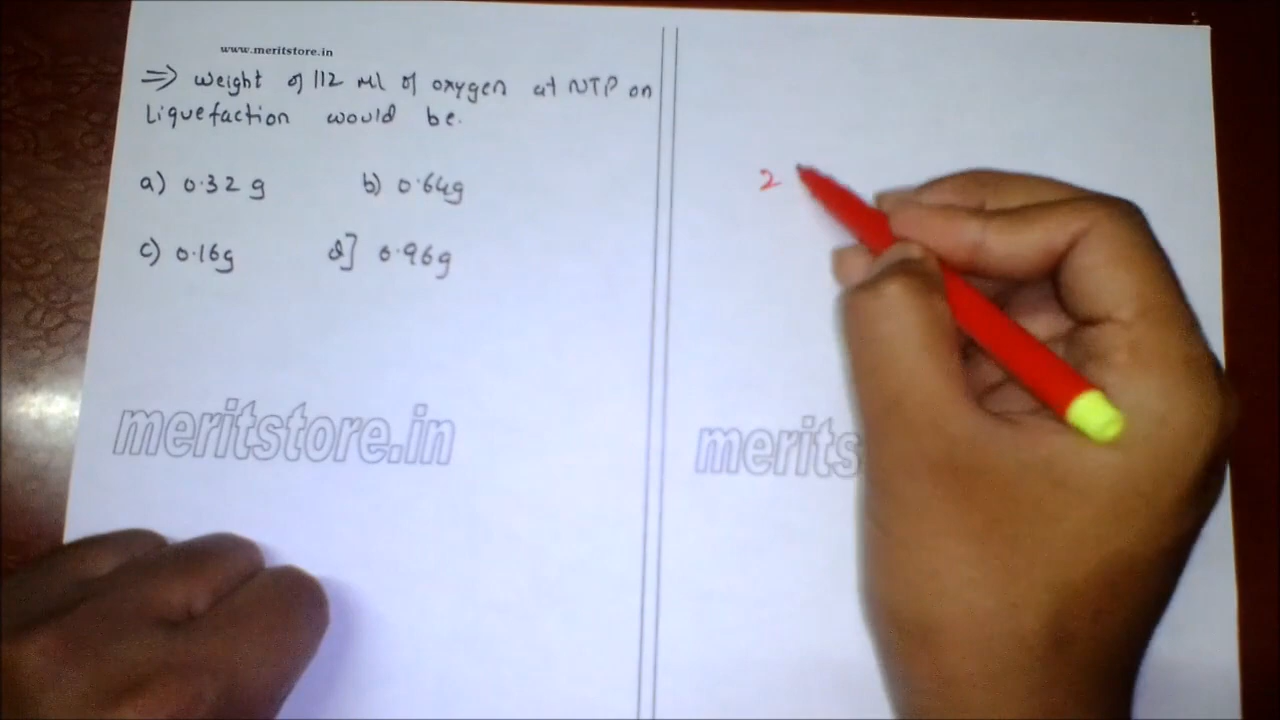 www.meritstore.in
⇒ Weight of 112 ml of oxygen at NTP on
Liquefaction would be.
a) 0.32 g b) 0.64g
c) 0.16g d] 0.96g
2
meritstore.in
merits